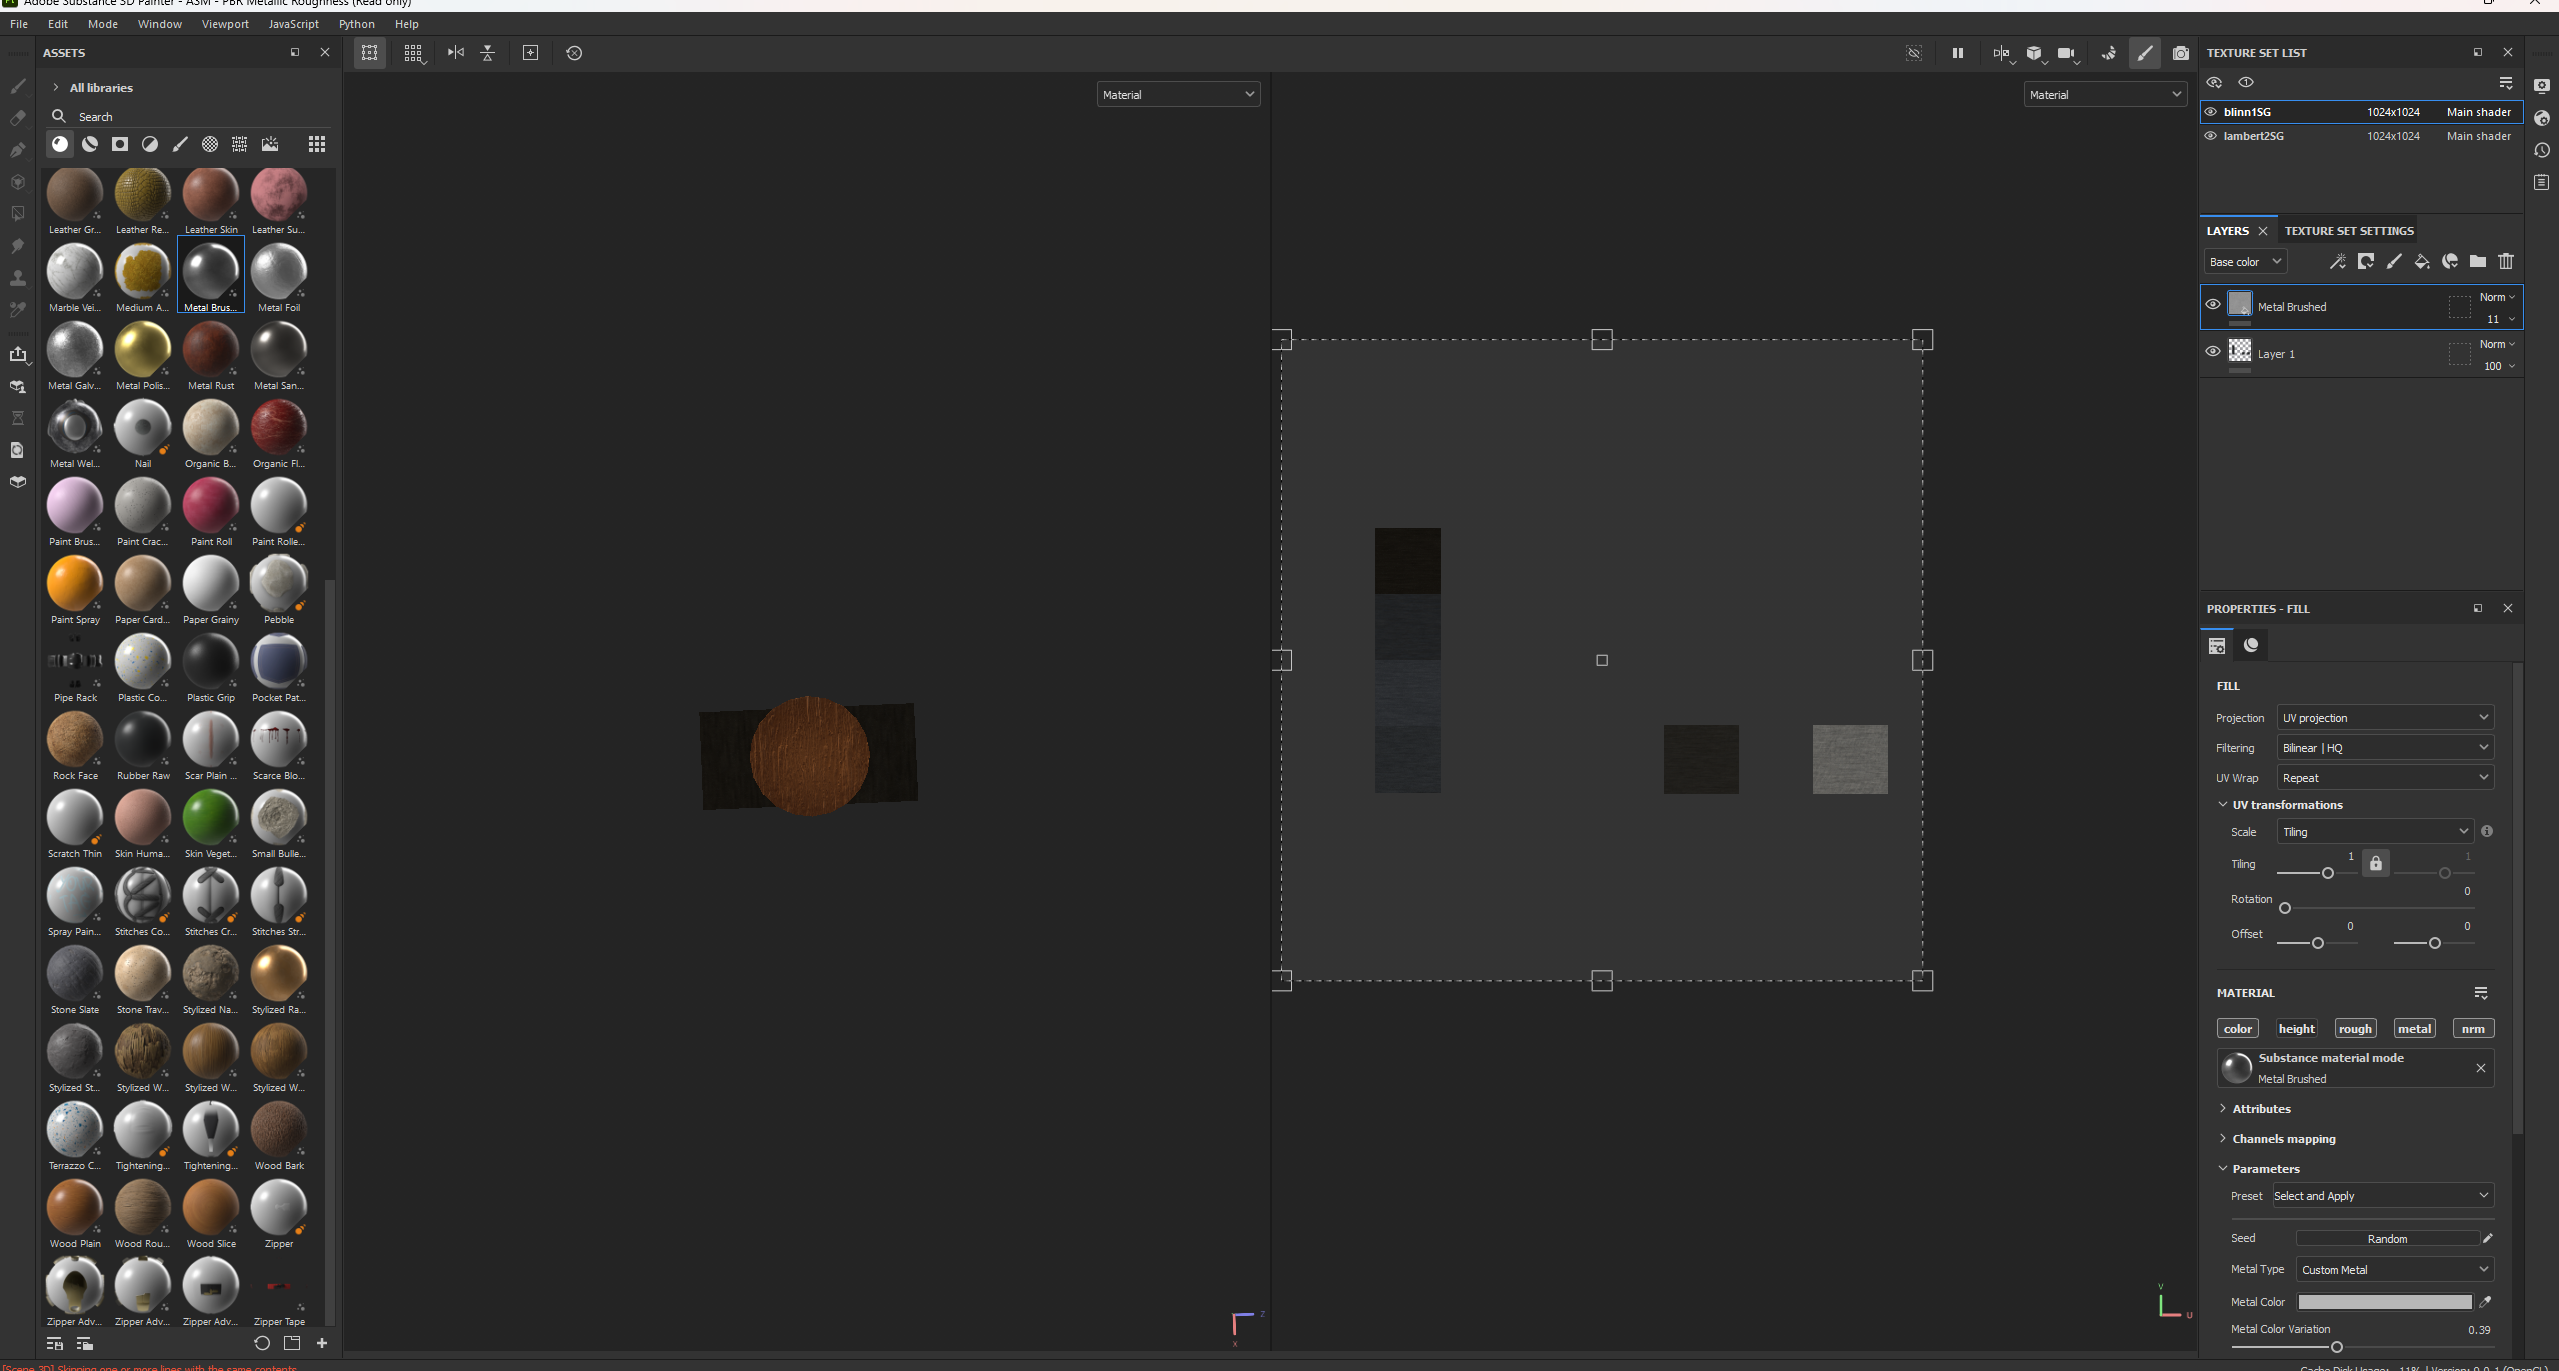 Adobe Substance 3D Painter - ASM - PBR Metallic Roughness (Read only)
File Edit Mode Window Viewport JavaScript Python Help
ASSETS
All libraries
Search
Leather Gr... Leather Re... Leather Skin Leather Su...
Marble Vei... Medium A... Metal Brus... Metal Foil
Metal Galv... Metal Polis... Metal Rust Metal San...
Metal Wel... Nail Organic B... Organic Fl...
Paint Brus... Paint Crac... Paint Roll Paint Rolle...
Paint Spray Paper Card... Paper Grainy Pebble
Pipe Rack Plastic Co... Plastic Grip Pocket Pat...
Rock Face Rubber Raw Scar Plain ... Scarce Blo...
Scratch Thin Skin Huma... Skin Veget... Small Bulle...
Spray Pain... Stitches Co... Stitches Cr... Stitches Str...
Stone Slate Stone Trav... Stylized Na... Stylized Ra...
Stylized St... Stylized W... Stylized W... Stylized W...
Terrazzo C... Tightening... Tightening... Wood Bark
Wood Plain Wood Rou... Wood Slice Zipper
Zipper Adv... Zipper Adv... Zipper Adv... Zipper Tape
[Scene 3D] Skipping one or more lines with the same contents.
Material
Z
X
Material
V
U
TEXTURE SET LIST
blinn1SG 1024x1024 Main shader
lambert2SG 1024x1024 Main shader
LAYERS TEXTURE SET SETTINGS
Base color
Metal Brushed Norm
11
Layer 1 Norm
100
PROPERTIES - FILL
FILL
Projection UV projection
Filtering Bilinear | HQ
UV Wrap Repeat
UV transformations
Scale Tiling
Tiling 1 1
Rotation 0
Offset 0 0
MATERIAL
color height rough metal nrm
Substance material mode
Metal Brushed
Attributes
Channels mapping
Parameters
Preset Select and Apply
Seed Random
Metal Type Custom Metal
Metal Color
Metal Color Variation 0.39
Cache Disk Usage: 11% | Version: 9.0.1 (OpenGL)